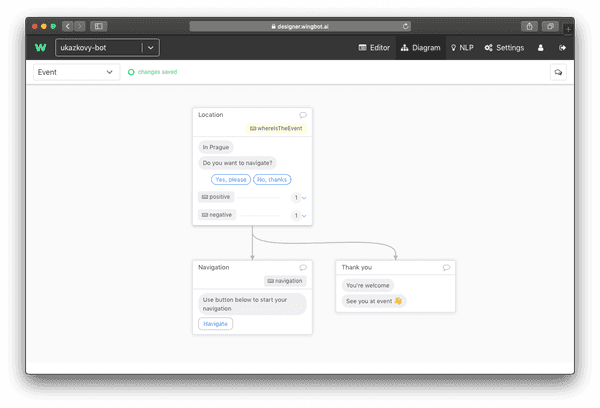 designer.wingbot.ai
w ukazkovy-bot Editor Diagram NLP Settings
Event changes saved
Location
whereIsTheEvent
In Prague
Do you want to navigate?
Yes, please No, thanks
positive 1
negative 1
Navigation
navigation
Use button below to start your
navigation
Navigate
Thank you
You're welcome
See you at event 👋